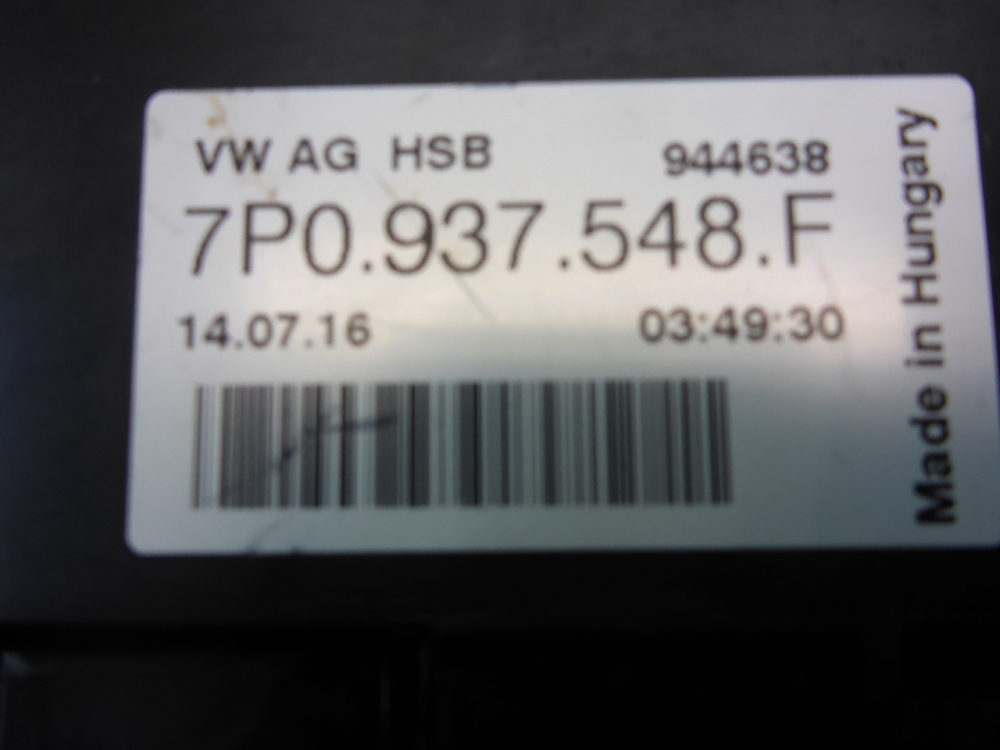 VW AG HSB 944638
7P0.937.548.F
14.07.16 03:49:30
Made in Hungary